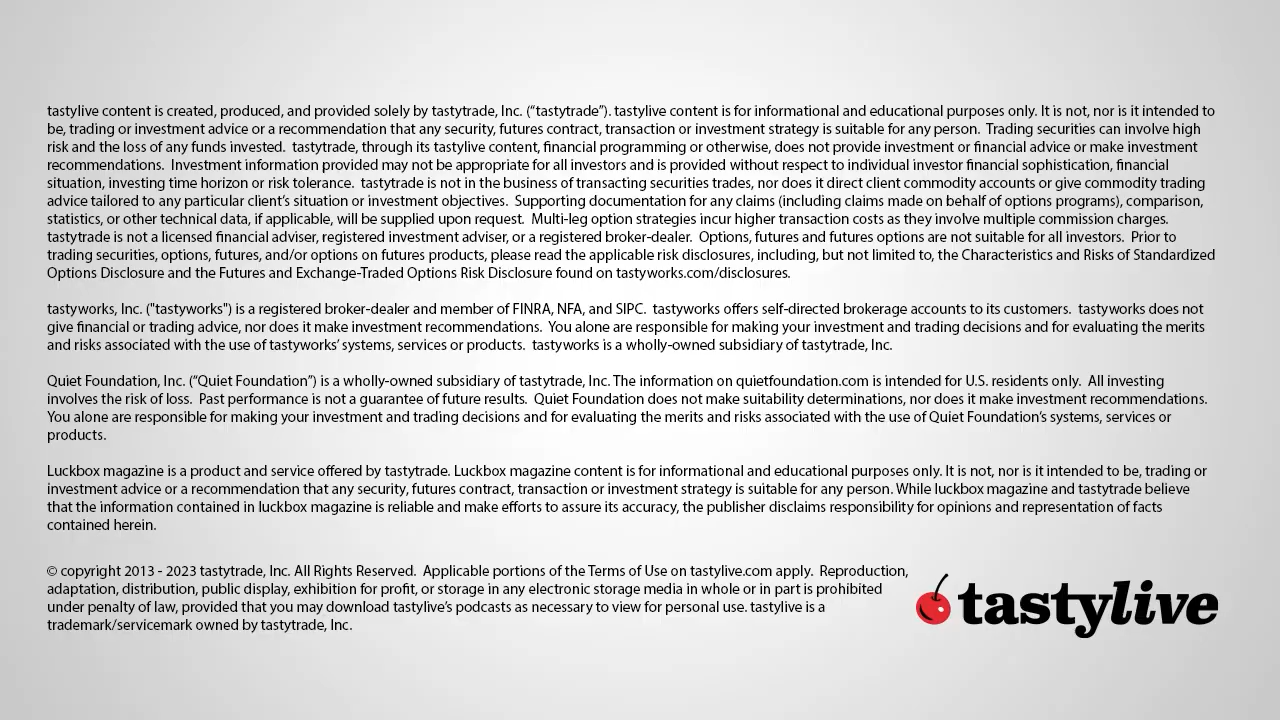 tastylive content is created, produced, and provided solely by tastytrade, Inc. (“tastytrade”). tastylive content is for informational and educational purposes only. It is not, nor is it intended to
be, trading or investment advice or a recommendation that any security, futures contract, transaction or investment strategy is suitable for any person.  Trading securities can involve high
risk and the loss of any funds invested.  tastytrade, through its tastylive content, financial programming or otherwise, does not provide investment or financial advice or make investment
recommendations.  Investment information provided may not be appropriate for all investors and is provided without respect to individual investor financial sophistication, financial
situation, investing time horizon or risk tolerance.  tastytrade is not in the business of transacting securities trades, nor does it direct client commodity accounts or give commodity trading
advice tailored to any particular client’s situation or investment objectives.  Supporting documentation for any claims (including claims made on behalf of options programs), comparison,
statistics, or other technical data, if applicable, will be supplied upon request.  Multi-leg option strategies incur higher transaction costs as they involve multiple commission charges.
tastytrade is not a licensed financial adviser, registered investment adviser, or a registered broker-dealer.  Options, futures and futures options are not suitable for all investors.  Prior to
trading securities, options, futures, and/or options on futures products, please read the applicable risk disclosures, including, but not limited to, the Characteristics and Risks of Standardized
Options Disclosure and the Futures and Exchange-Traded Options Risk Disclosure found on tastyworks.com/disclosures.
tastyworks, Inc. ("tastyworks") is a registered broker-dealer and member of FINRA, NFA, and SIPC.  tastyworks offers self-directed brokerage accounts to its customers.  tastyworks does not
give financial or trading advice, nor does it make investment recommendations.  You alone are responsible for making your investment and trading decisions and for evaluating the merits
and risks associated with the use of tastyworks’ systems, services or products.  tastyworks is a wholly-owned subsidiary of tastytrade, Inc.
Quiet Foundation, Inc. (“Quiet Foundation”) is a wholly-owned subsidiary of tastytrade, Inc. The information on quietfoundation.com is intended for U.S. residents only.  All investing
involves the risk of loss.  Past performance is not a guarantee of future results.  Quiet Foundation does not make suitability determinations, nor does it make investment recommendations.
You alone are responsible for making your investment and trading decisions and for evaluating the merits and risks associated with the use of Quiet Foundation’s systems, services or
products.
Luckbox magazine is a product and service offered by tastytrade. Luckbox magazine content is for informational and educational purposes only. It is not, nor is it intended to be, trading or
investment advice or a recommendation that any security, futures contract, transaction or investment strategy is suitable for any person. While luckbox magazine and tastytrade believe
that the information contained in luckbox magazine is reliable and make efforts to assure its accuracy, the publisher disclaims responsibility for opinions and representation of facts
contained herein.
© copyright 2013 - 2023 tastytrade, Inc. All Rights Reserved.  Applicable portions of the Terms of Use on tastylive.com apply.  Reproduction,
adaptation, distribution, public display, exhibition for profit, or storage in any electronic storage media in whole or in part is prohibited
under penalty of law, provided that you may download tastylive’s podcasts as necessary to view for personal use. tastylive is a
trademark/servicemark owned by tastytrade, Inc.
tastylive